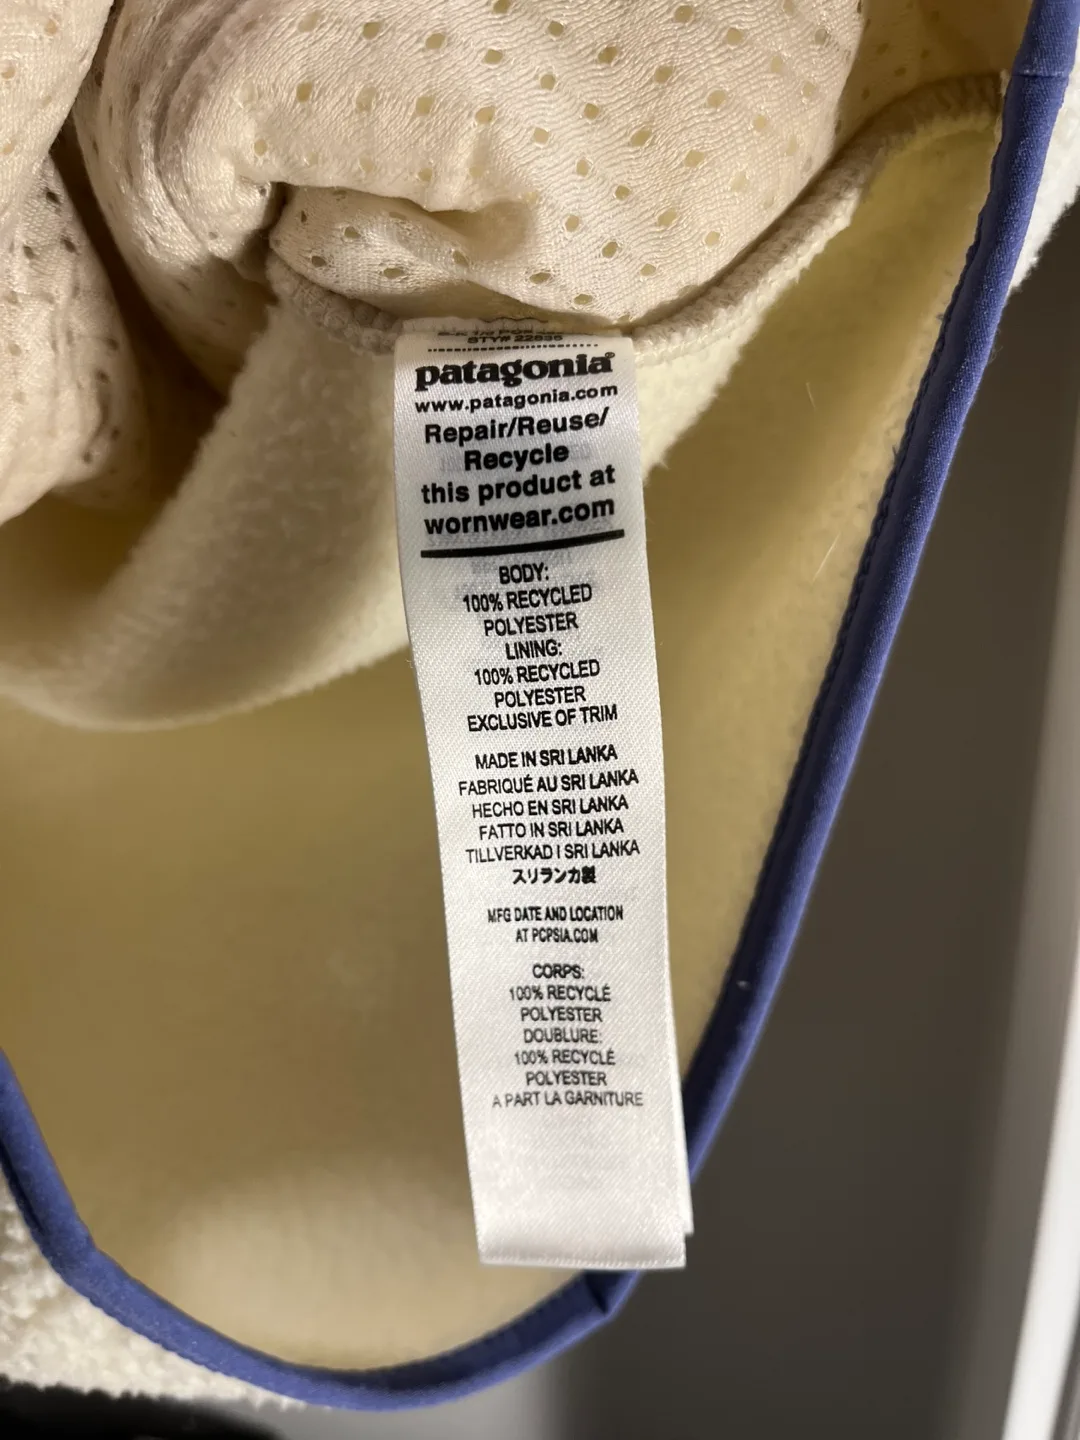 STY# 22835
patagonia®
www.patagonia.com
Repair/Reuse/
Recycle
this product at
wornwear.com
BODY:
100% RECYCLED
POLYESTER
LINING:
100% RECYCLED
POLYESTER
EXCLUSIVE OF TRIM
MADE IN SRI LANKA
FABRIQUÉ AU SRI LANKA
HECHO EN SRI LANKA
FATTO IN SRI LANKA
TILLVERKAD I SRI LANKA
スリランカ製
MFG DATE AND LOCATION
AT PCPSIA.COM
CORPS:
100% RECYCLÉ
POLYESTER
DOUBLURE:
100% RECYCLÉ
POLYESTER
A PART LA GARNITURE